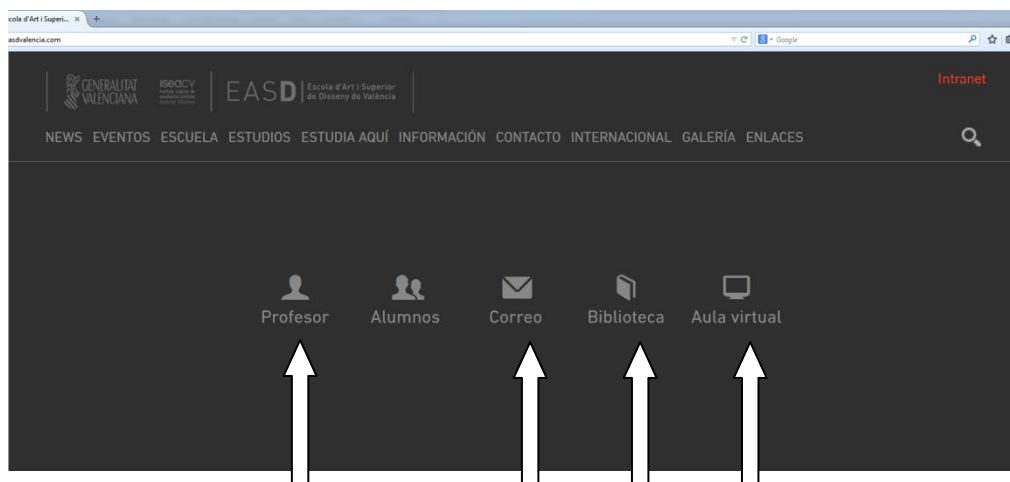 cola d'Art i Superi... × +
asdvalencia.com
Google
GENERALITAT
VALENCIANA
iseacv
EASD
Escola d'Art i Superior
de Disseny de València
Intranet
NEWS EVENTOS ESCUELA ESTUDIOS ESTUDIA AQUÍ INFORMACIÓN CONTACTO INTERNACIONAL GALERÍA ENLACES
Profesor Alumnos Correo Biblioteca Aula virtual